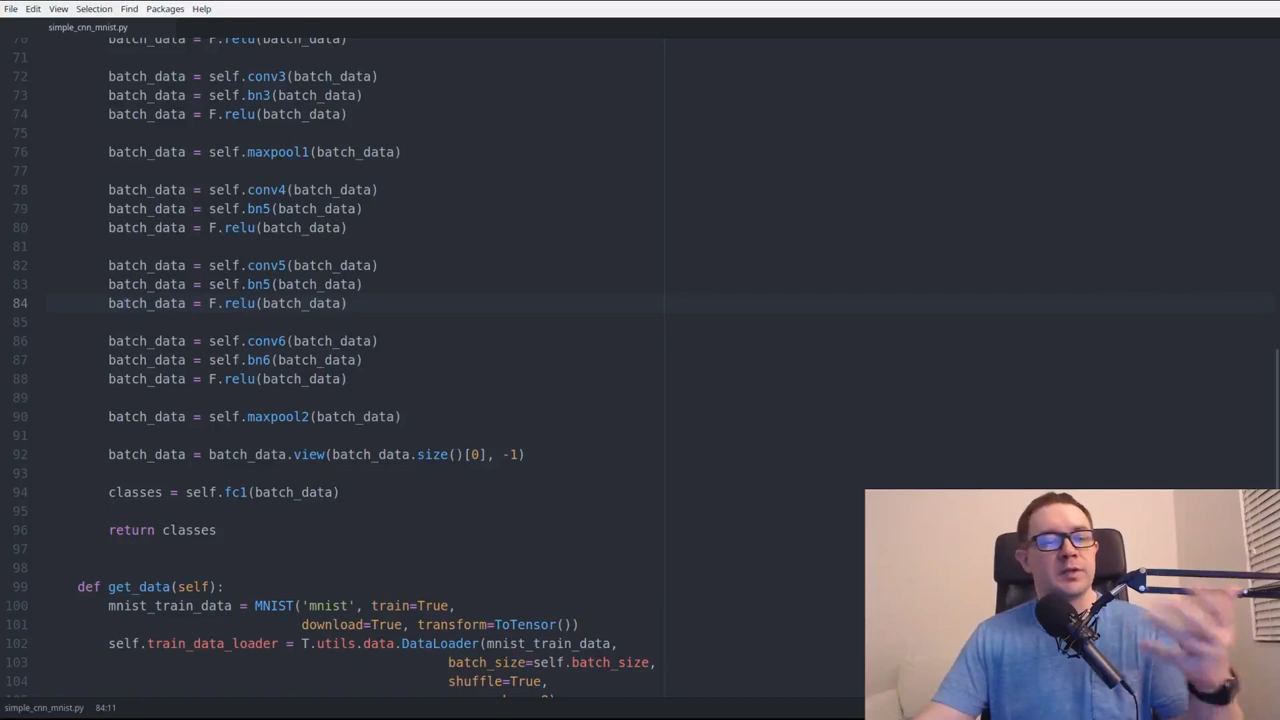 File Edit View Selection Find Packages Help
simple_cnn_mnist.py
70 batch_data = F.relu(batch_data)
71
72 batch_data = self.conv3(batch_data)
73 batch_data = self.bn3(batch_data)
74 batch_data = F.relu(batch_data)
75
76 batch_data = self.maxpool1(batch_data)
77
78 batch_data = self.conv4(batch_data)
79 batch_data = self.bn5(batch_data)
80 batch_data = F.relu(batch_data)
81
82 batch_data = self.conv5(batch_data)
83 batch_data = self.bn5(batch_data)
84 batch_data = F.relu(batch_data)
85
86 batch_data = self.conv6(batch_data)
87 batch_data = self.bn6(batch_data)
88 batch_data = F.relu(batch_data)
89
90 batch_data = self.maxpool2(batch_data)
91
92 batch_data = batch_data.view(batch_data.size()[0], -1)
93
94 classes = self.fc1(batch_data)
95
96 return classes
97
98
99 def get_data(self):
100 mnist_train_data = MNIST('mnist', train=True,
101 download=True, transform=ToTensor())
102 self.train_data_loader = T.utils.data.DataLoader(mnist_train_data,
103 batch_size=self.batch_size,
104 shuffle=True,
simple_cnn_mnist.py 84:11